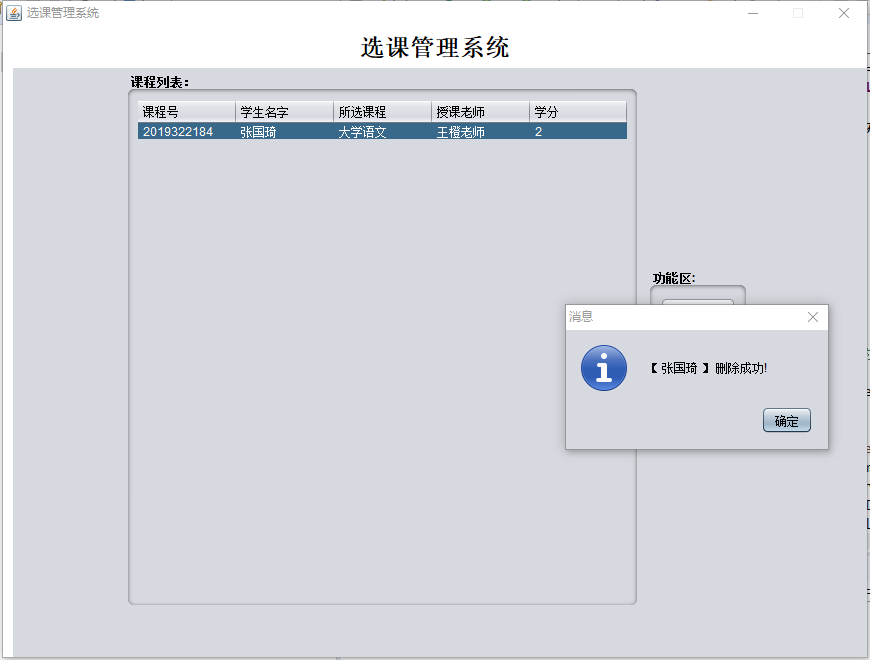 选课管理系统
选课管理系统
课程列表：
课程号 学生名字 所选课程 授课老师 学分
2019322184 张国琦 大学语文 王橙老师 2
功能区:
消息
【 张国琦 】删除成功!
确定